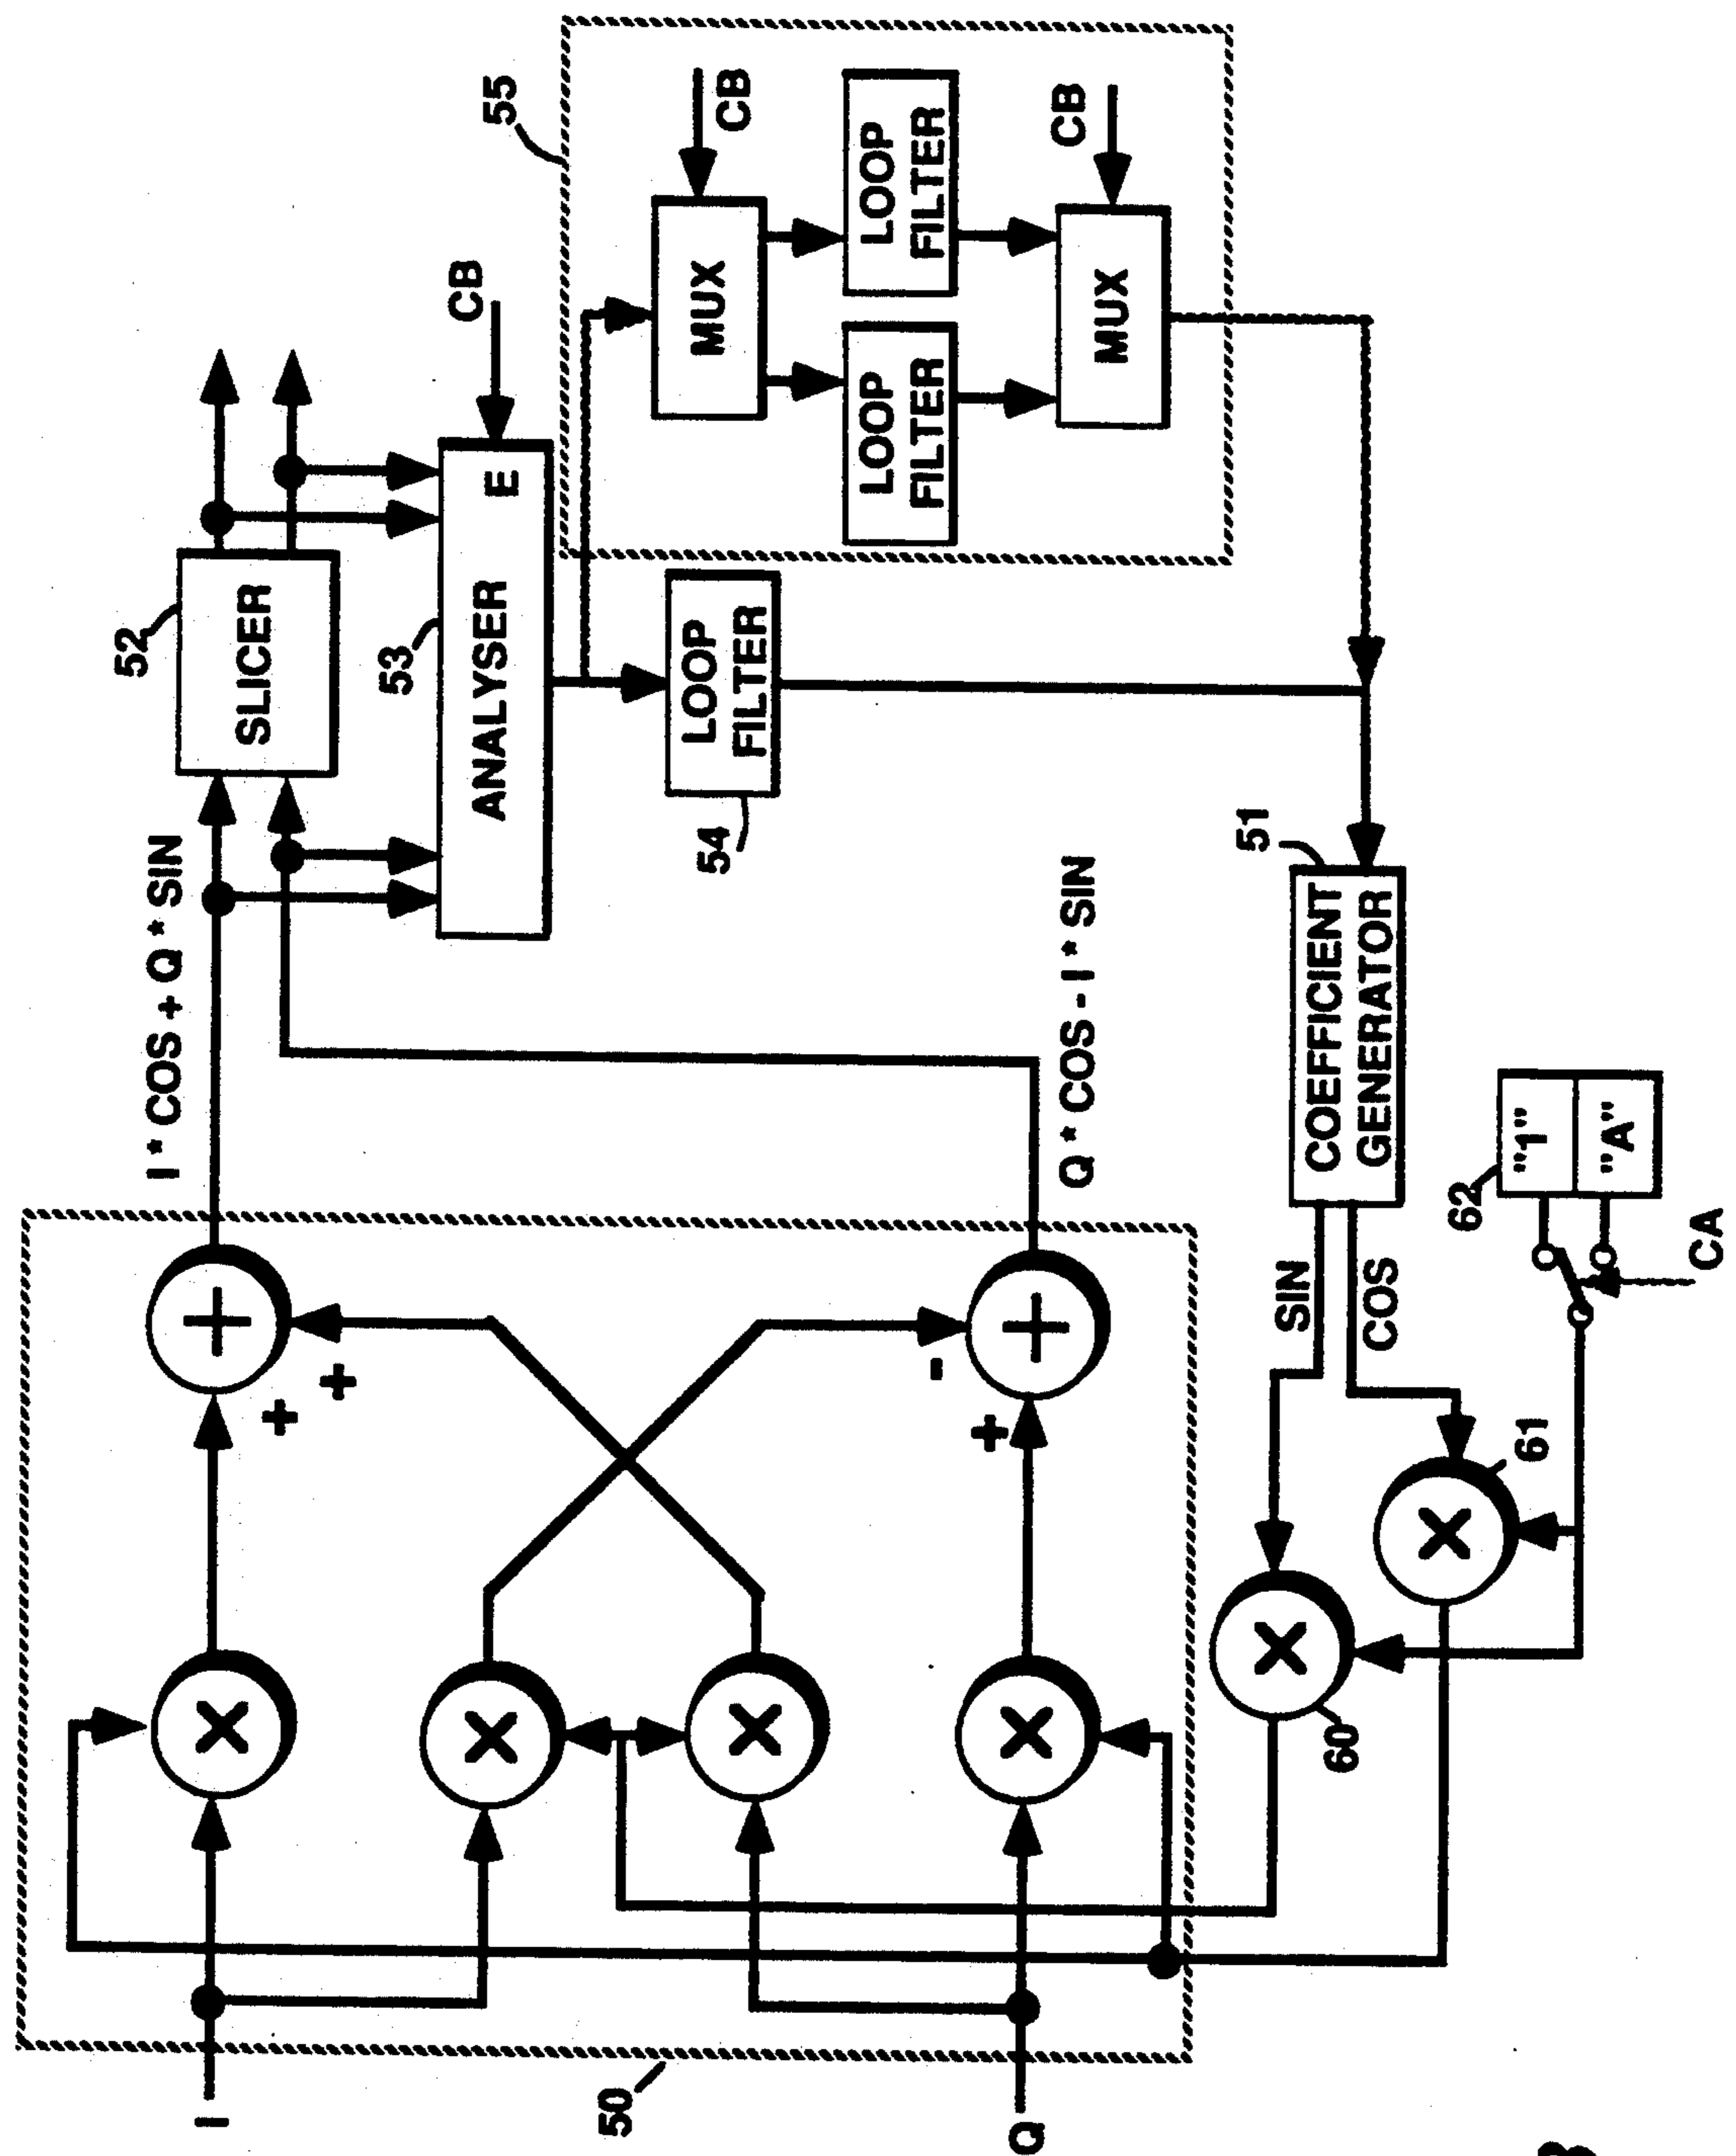 I * COS + Q * SIN
52
SLICER
53
ANALYSER
E
CB
55
MUX
CB
LOOP
FILTER
LOOP
FILTER
MUX
CB
54
LOOP
FILTER
I
Q
50
X
X
X
X
+
+
+
+
+
-
Q * COS - I * SIN
51
COEFFICIENT
GENERATOR
SIN
COS
60
X
61
X
62
"1"
"A"
CA